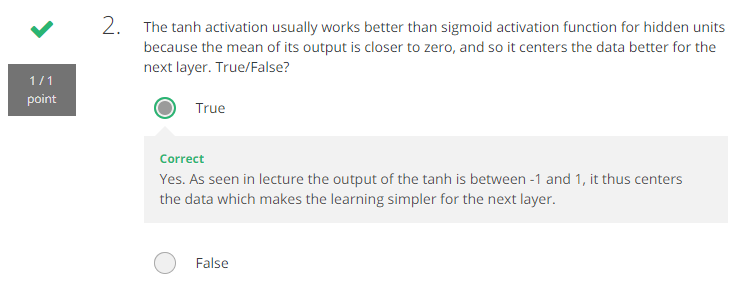 2.
The tanh activation usually works better than sigmoid activation function for hidden units
because the mean of its output is closer to zero, and so it centers the data better for the
next layer. True/False?
1 / 1
point
True
Correct
Yes. As seen in lecture the output of the tanh is between -1 and 1, it thus centers
the data which makes the learning simpler for the next layer.
False